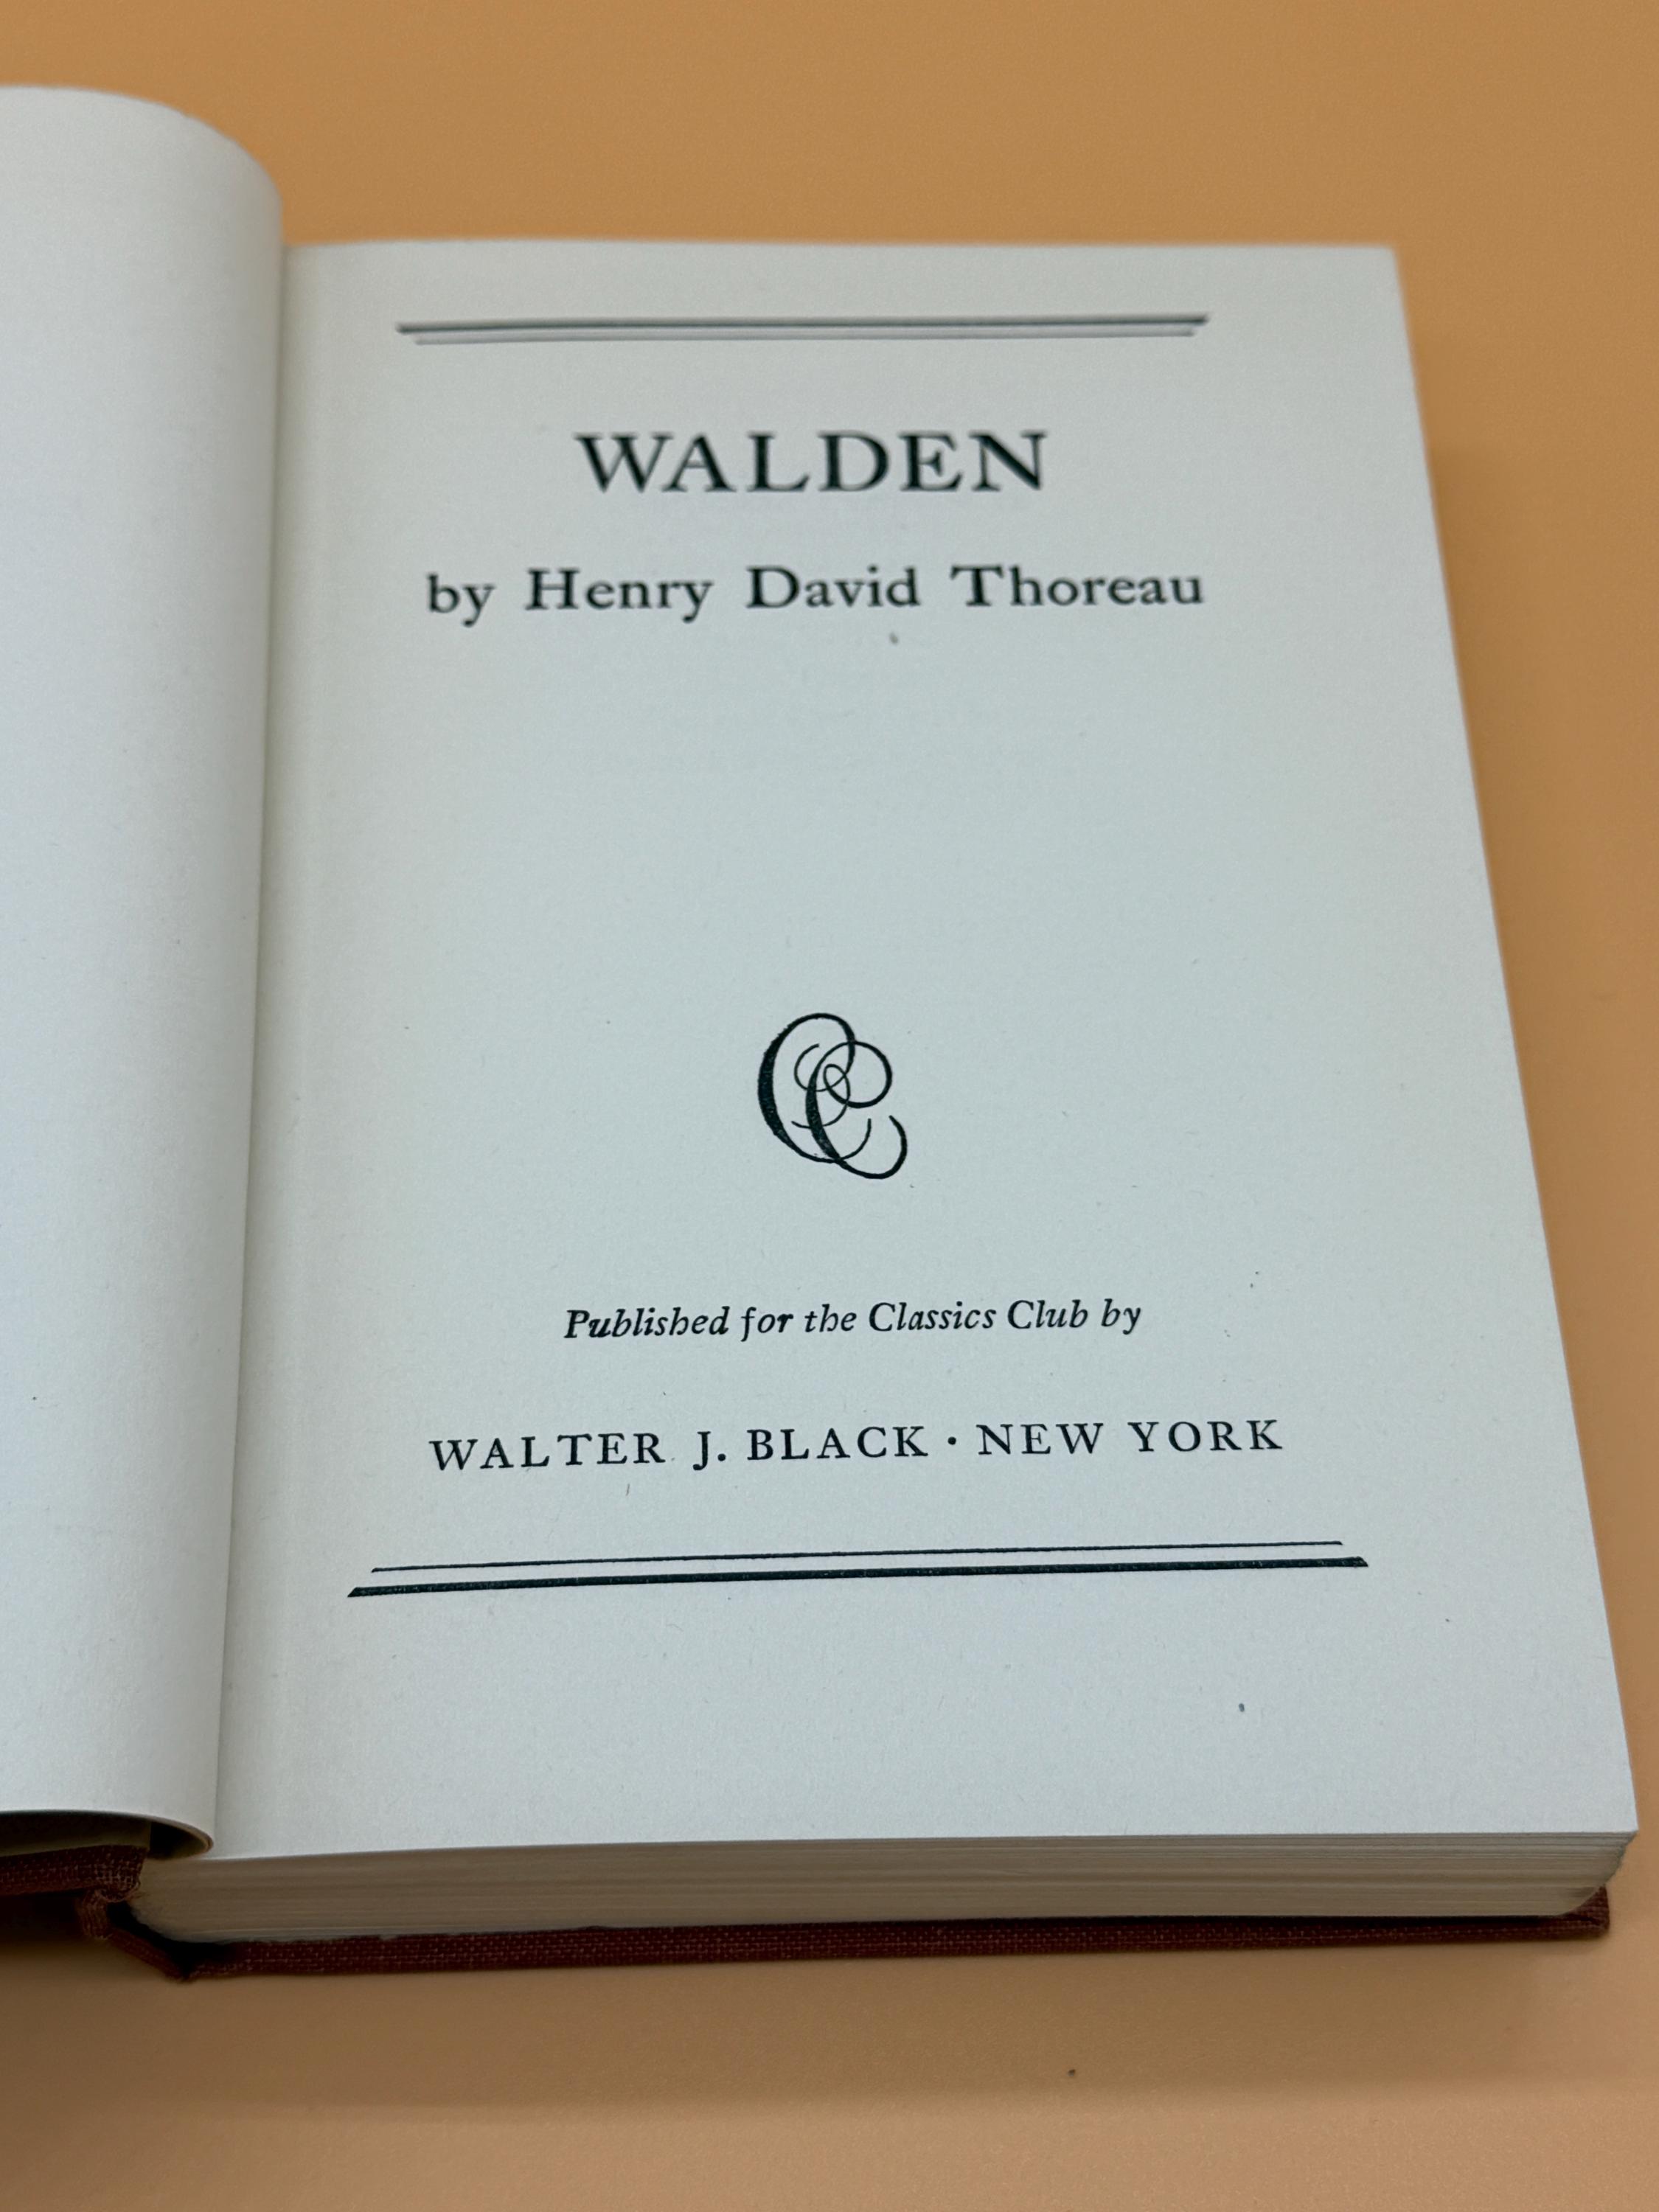 WALDEN
by Henry David Thoreau
CC
Published for the Classics Club by
WALTER J. BLACK · NEW YORK